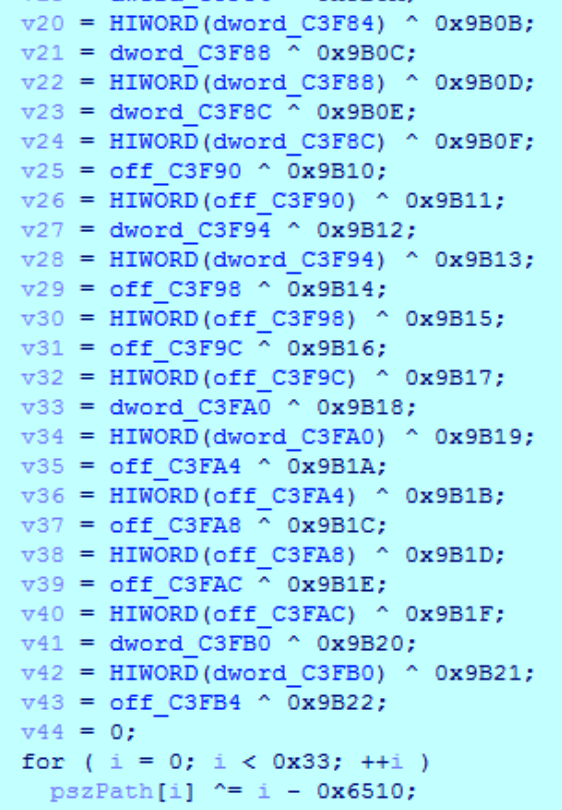 v20 = HIWORD(dword_C3F84) ^ 0x9B0B;
v21 = dword_C3F88 ^ 0x9B0C;
v22 = HIWORD(dword_C3F88) ^ 0x9B0D;
v23 = dword_C3F8C ^ 0x9B0E;
v24 = HIWORD(dword_C3F8C) ^ 0x9B0F;
v25 = off_C3F90 ^ 0x9B10;
v26 = HIWORD(off_C3F90) ^ 0x9B11;
v27 = dword_C3F94 ^ 0x9B12;
v28 = HIWORD(dword_C3F94) ^ 0x9B13;
v29 = off_C3F98 ^ 0x9B14;
v30 = HIWORD(off_C3F98) ^ 0x9B15;
v31 = off_C3F9C ^ 0x9B16;
v32 = HIWORD(off_C3F9C) ^ 0x9B17;
v33 = dword_C3FA0 ^ 0x9B18;
v34 = HIWORD(dword_C3FA0) ^ 0x9B19;
v35 = off_C3FA4 ^ 0x9B1A;
v36 = HIWORD(off_C3FA4) ^ 0x9B1B;
v37 = off_C3FA8 ^ 0x9B1C;
v38 = HIWORD(off_C3FA8) ^ 0x9B1D;
v39 = off_C3FAC ^ 0x9B1E;
v40 = HIWORD(off_C3FAC) ^ 0x9B1F;
v41 = dword_C3FB0 ^ 0x9B20;
v42 = HIWORD(dword_C3FB0) ^ 0x9B21;
v43 = off_C3FB4 ^ 0x9B22;
v44 = 0;
for ( i = 0; i < 0x33; ++i )
pszPath[i] ^= i - 0x6510;